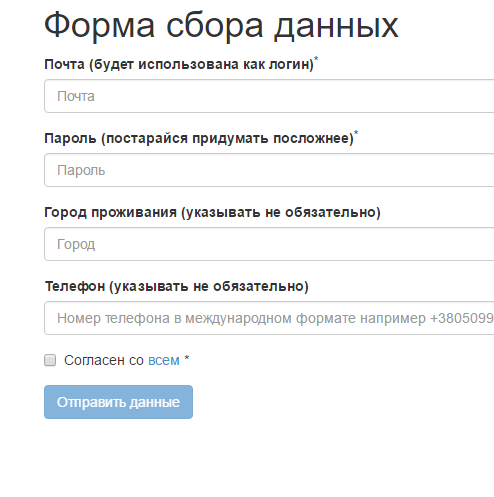 Форма сбора данных
Почта (будет использована как логин)*
Почта
Пароль (постарайся придумать посложнее)*
Пароль
Город проживания (указывать не обязательно)
Город
Телефон (указывать не обязательно)
Номер телефона в международном формате например +3805099
Согласен со всем *
Отправить данные